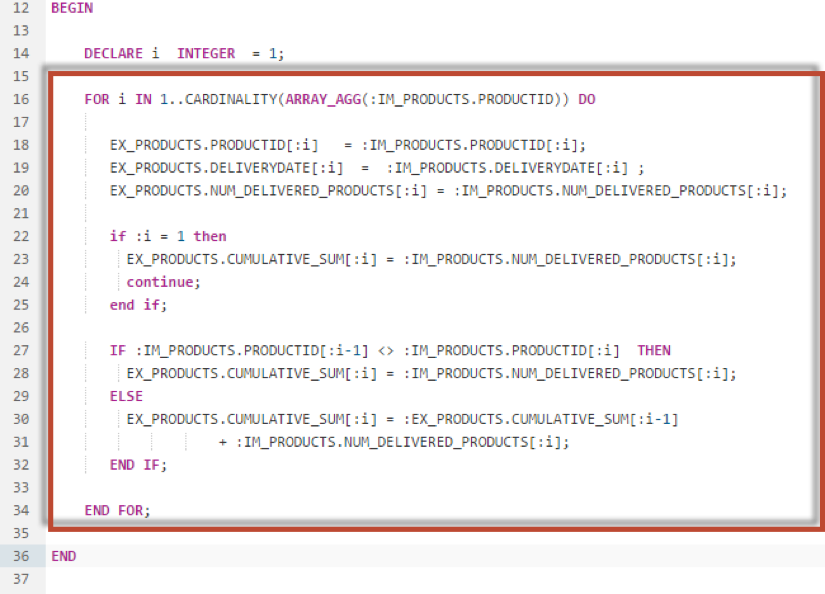 12 BEGIN
13
14 DECLARE i INTEGER = 1;
15
16 FOR i IN 1..CARDINALITY(ARRAY_AGG(:IM_PRODUCTS.PRODUCTID)) DO
17
18 EX_PRODUCTS.PRODUCTID[:i] = :IM_PRODUCTS.PRODUCTID[:i];
19 EX_PRODUCTS.DELIVERYDATE[:i] = :IM_PRODUCTS.DELIVERYDATE[:i] ;
20 EX_PRODUCTS.NUM_DELIVERED_PRODUCTS[:i] = :IM_PRODUCTS.NUM_DELIVERED_PRODUCTS[:i];
21
22 if :i = 1 then
23 EX_PRODUCTS.CUMULATIVE_SUM[:i] = :IM_PRODUCTS.NUM_DELIVERED_PRODUCTS[:i];
24 continue;
25 end if;
26
27 IF :IM_PRODUCTS.PRODUCTID[:i-1] <> :IM_PRODUCTS.PRODUCTID[:i] THEN
28 EX_PRODUCTS.CUMULATIVE_SUM[:i] = :IM_PRODUCTS.NUM_DELIVERED_PRODUCTS[:i];
29 ELSE
30 EX_PRODUCTS.CUMULATIVE_SUM[:i] = :EX_PRODUCTS.CUMULATIVE_SUM[:i-1]
31 + :IM_PRODUCTS.NUM_DELIVERED_PRODUCTS[:i];
32 END IF;
33
34 END FOR;
35
36 END
37